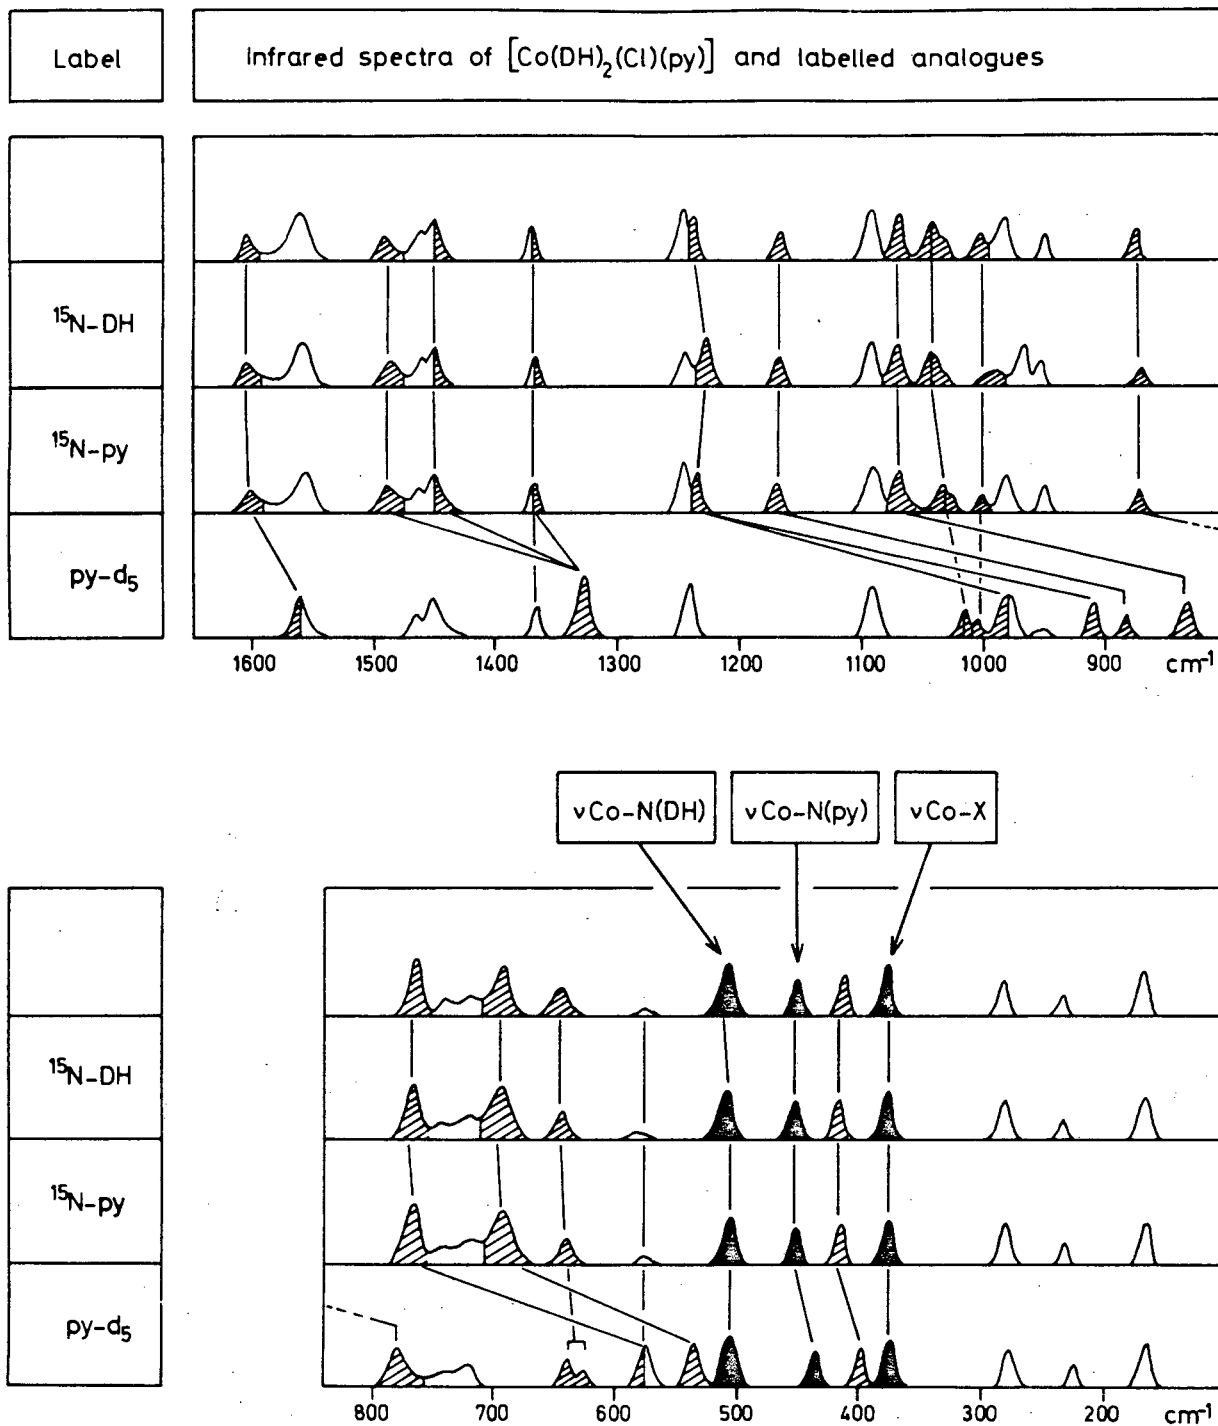 Label
Infrared spectra of [Co(DH)₂(Cl)(py)] and labelled analogues
¹⁵N-DH
¹⁵N-py
py-d₅
1600 1500 1400 1300 1200 1100 1000 900 cm⁻¹
νCo-N(DH) νCo-N(py) νCo-X
¹⁵N-DH
¹⁵N-py
py-d₅
800 700 600 500 400 300 200 cm⁻¹